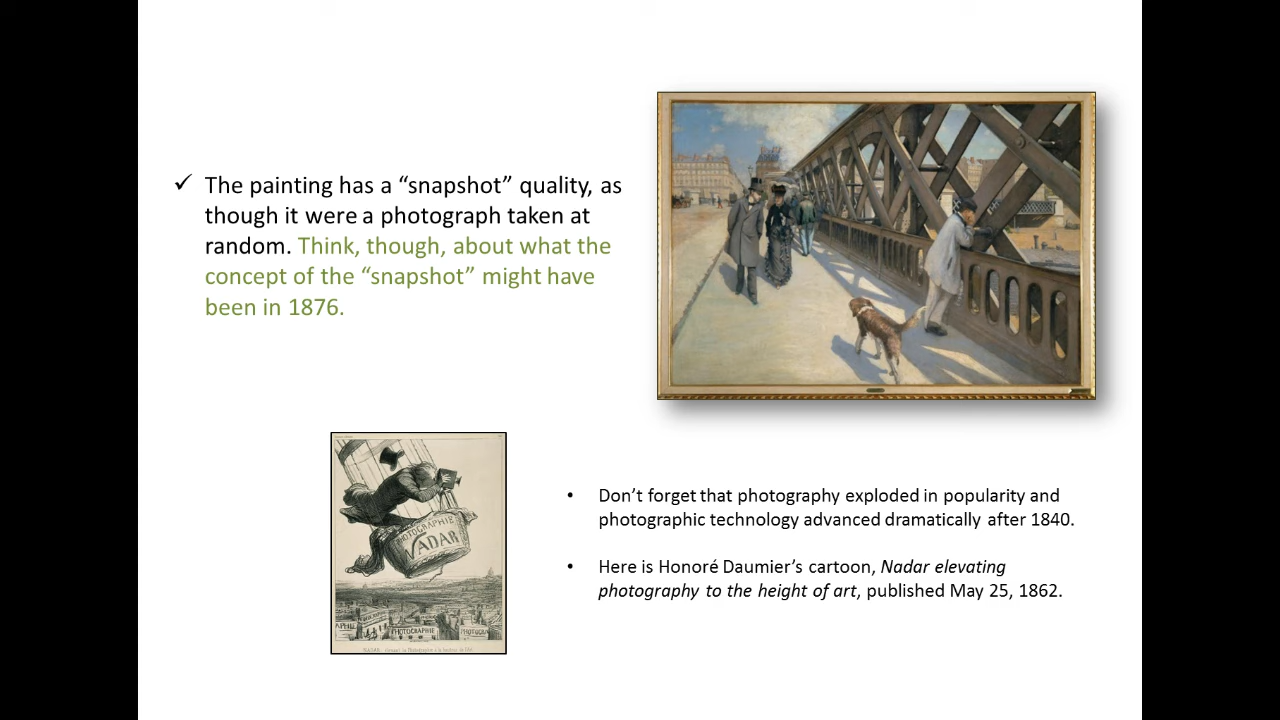 ✓ The painting has a “snapshot” quality, as
though it were a photograph taken at
random. Think, though, about what the
concept of the “snapshot” might have
been in 1876.
PHOTOGRAPHIE
NADAR
PHOTOGRAPHIE
• Don’t forget that photography exploded in popularity and
photographic technology advanced dramatically after 1840.
• Here is Honoré Daumier’s cartoon, Nadar elevating
photography to the height of art, published May 25, 1862.